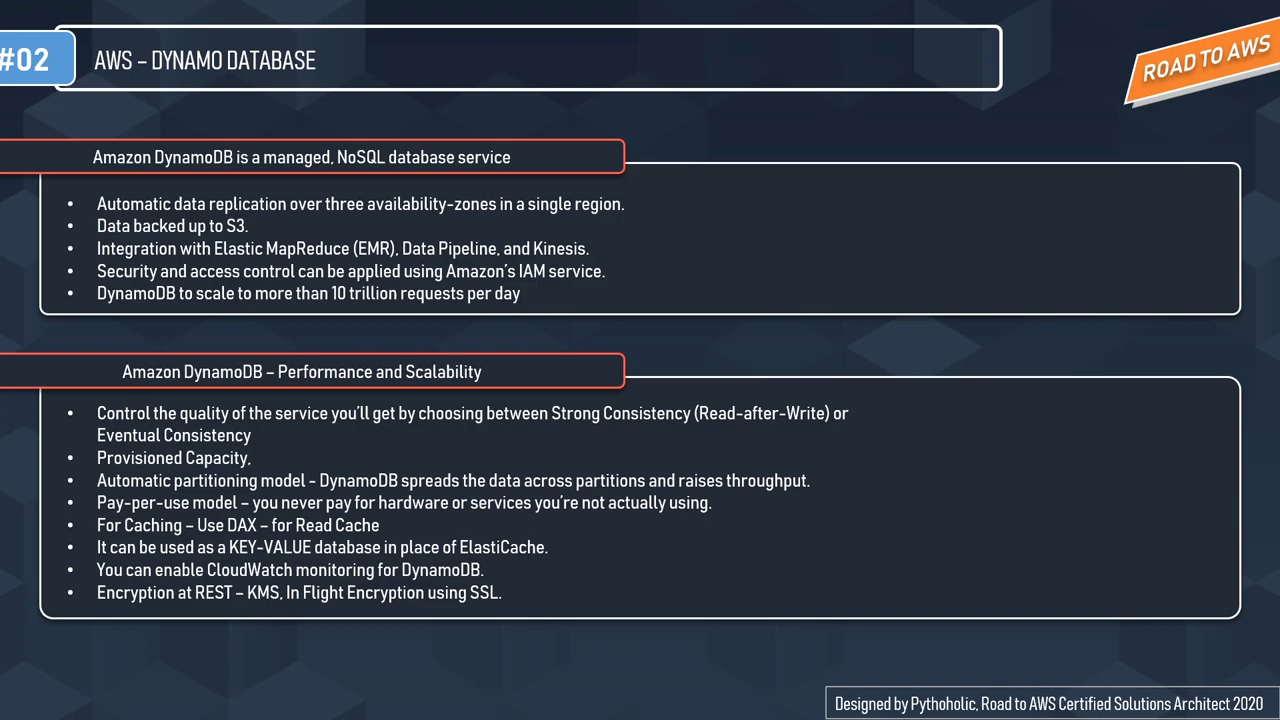 #02
AWS – DYNAMO DATABASE
ROAD TO AWS
Amazon DynamoDB is a managed, NoSQL database service
• Automatic data replication over three availability-zones in a single region.
• Data backed up to S3.
• Integration with Elastic MapReduce (EMR), Data Pipeline, and Kinesis.
• Security and access control can be applied using Amazon's IAM service.
• DynamoDB to scale to more than 10 trillion requests per day
Amazon DynamoDB – Performance and Scalability
• Control the quality of the service you'll get by choosing between Strong Consistency (Read-after-Write) or
Eventual Consistency
• Provisioned Capacity,
• Automatic partitioning model - DynamoDB spreads the data across partitions and raises throughput.
• Pay-per-use model – you never pay for hardware or services you're not actually using.
• For Caching – Use DAX – for Read Cache
• It can be used as a KEY-VALUE database in place of ElastiCache.
• You can enable CloudWatch monitoring for DynamoDB.
• Encryption at REST – KMS, In Flight Encryption using SSL.
Designed by Pythoholic, Road to AWS Certified Solutions Architect 2020